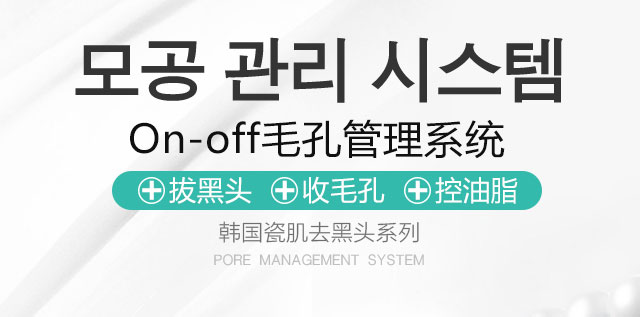 모공 관리 시스템
On-off毛孔管理系统
拔黑头 收毛孔 控油脂
韩国瓷肌去黑头系列
PORE MANAGEMENT SYSTEM